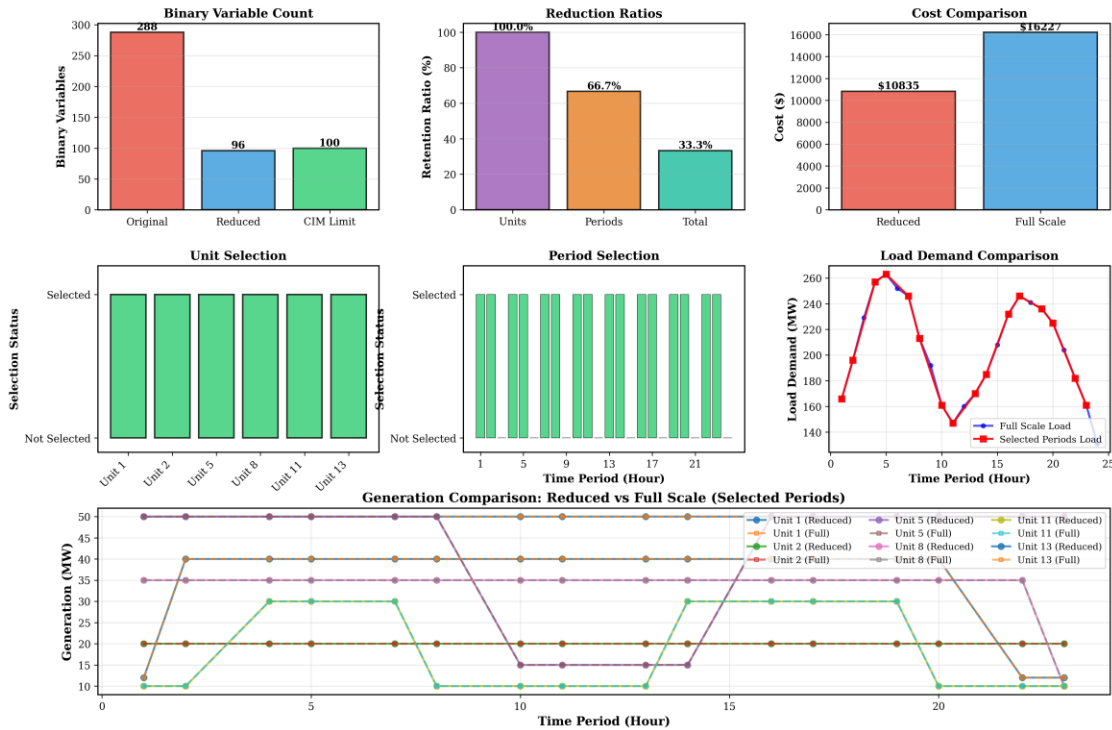 Binary Variable Count
Binary Variables
300
250
200
150
100
50
0
288
96
100
Original
Reduced
CIM Limit
Reduction Ratios
Retention Ratio (%)
100
80
60
40
20
0
100.0%
66.7%
33.3%
Units
Periods
Total
Cost Comparison
Cost ($)
16000
14000
12000
10000
8000
6000
4000
2000
0
$10835
$16227
Reduced
Full Scale
Unit Selection
Selection Status
Selected
Not Selected
Unit 1
Unit 2
Unit 5
Unit 8
Unit 11
Unit 13
Period Selection
Selection Status
Selected
Not Selected
1
5
9
13
17
21
Time Period (Hour)
Load Demand Comparison
Load Demand (MW)
260
240
220
200
180
160
140
Full Scale Load
Selected Periods Load
0
5
10
15
20
25
Time Period (Hour)
Generation Comparison: Reduced vs Full Scale (Selected Periods)
Generation (MW)
50
45
40
35
30
20
15
10
Unit 1 (Reduced)
Unit 1 (Full)
Unit 2 (Reduced)
Unit 2 (Full)
Unit 5 (Reduced)
Unit 5 (Full)
Unit 8 (Reduced)
Unit 8 (Full)
Unit 11 (Reduced)
Unit 11 (Full)
Unit 13 (Reduced)
Unit 13 (Full)
0
5
10
15
20
Time Period (Hour)